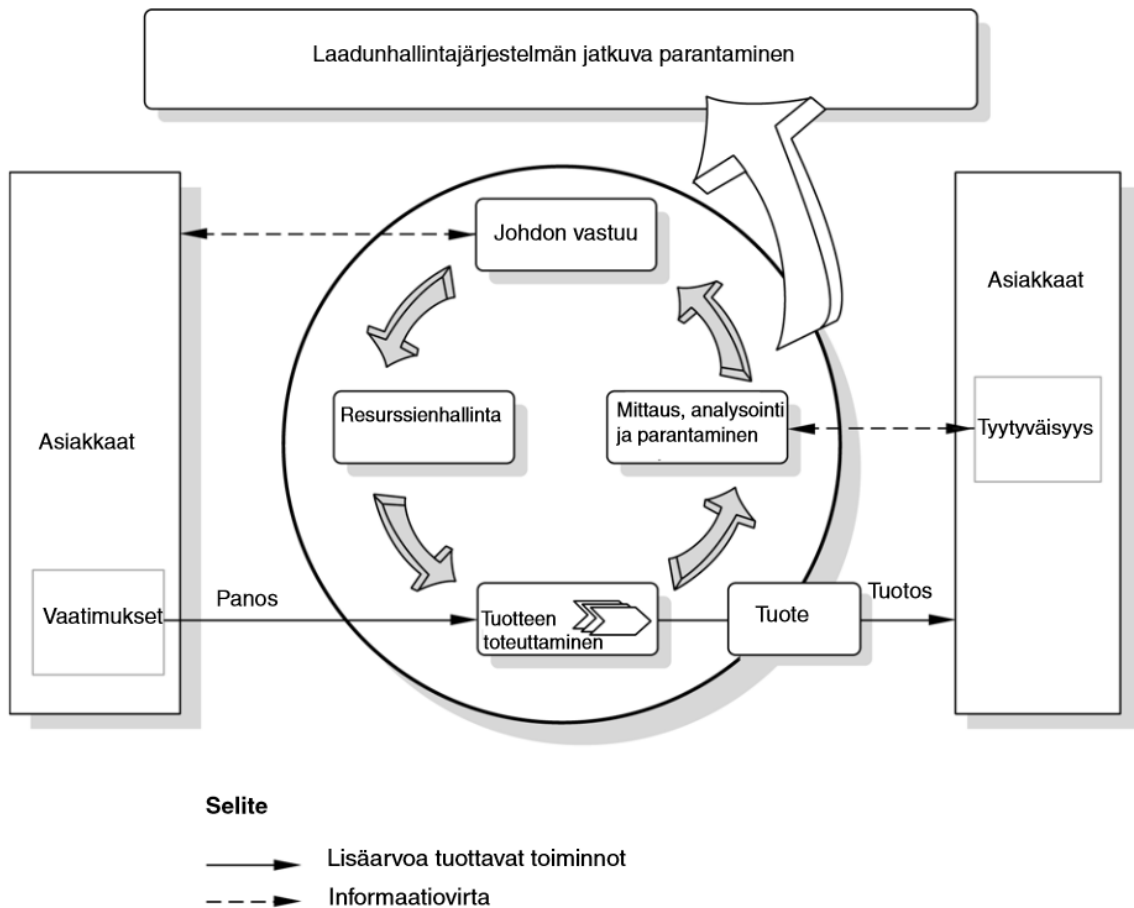 Laadunhallintajärjestelmän jatkuva parantaminen
Johdon vastuu
Asiakkaat
Asiakkaat
Resurssienhallinta
Mittaus, analysointi
ja parantaminen
Tyytyväisyys
Vaatimukset
Panos
Tuotteen
toteuttaminen
Tuote
Tuotos
Selite
Lisäarvoa tuottavat toiminnot
Informaatiovirta